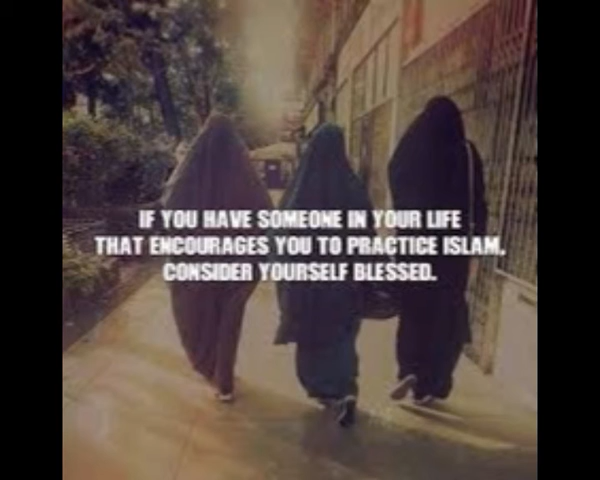 IF YOU HAVE SOMEONE IN YOUR LIFE
THAT ENCOURAGES YOU TO PRACTICE ISLAM,
CONSIDER YOURSELF BLESSED.